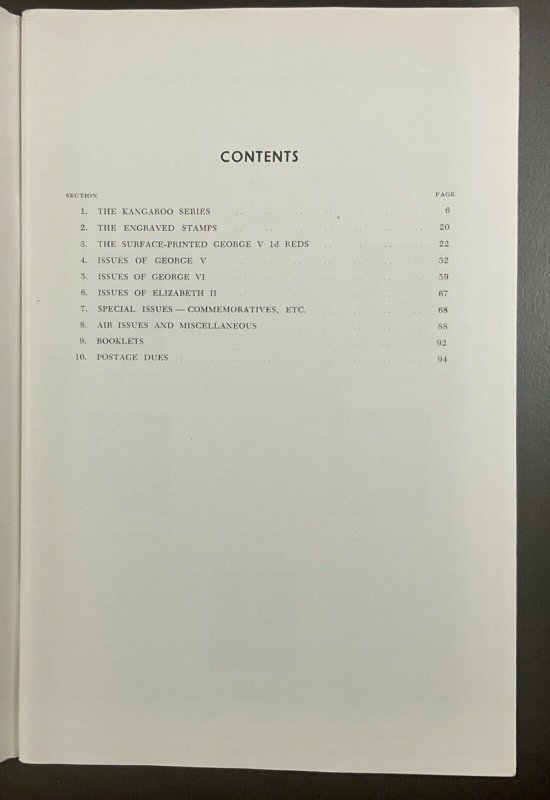 CONTENTS
SECTION PAGE
1. THE KANGAROO SERIES .. .. .. .. .. .. .. 6
2. THE ENGRAVED STAMPS .. .. .. .. .. .. .. 20
3. THE SURFACE-PRINTED GEORGE V 1d REDS .. .. .. .. 22
4. ISSUES OF GEORGE V .. .. .. .. .. .. .. 32
5. ISSUES OF GEORGE VI .. .. .. .. .. .. .. 59
6. ISSUES OF ELIZABETH II .. .. .. .. .. .. 67
7. SPECIAL ISSUES — COMMEMORATIVES, ETC. .. .. .. .. 68
8. AIR ISSUES AND MISCELLANEOUS .. .. .. .. .. 88
9. BOOKLETS .. .. .. .. .. .. .. .. 92
10. POSTAGE DUES .. .. .. .. .. .. .. .. 94